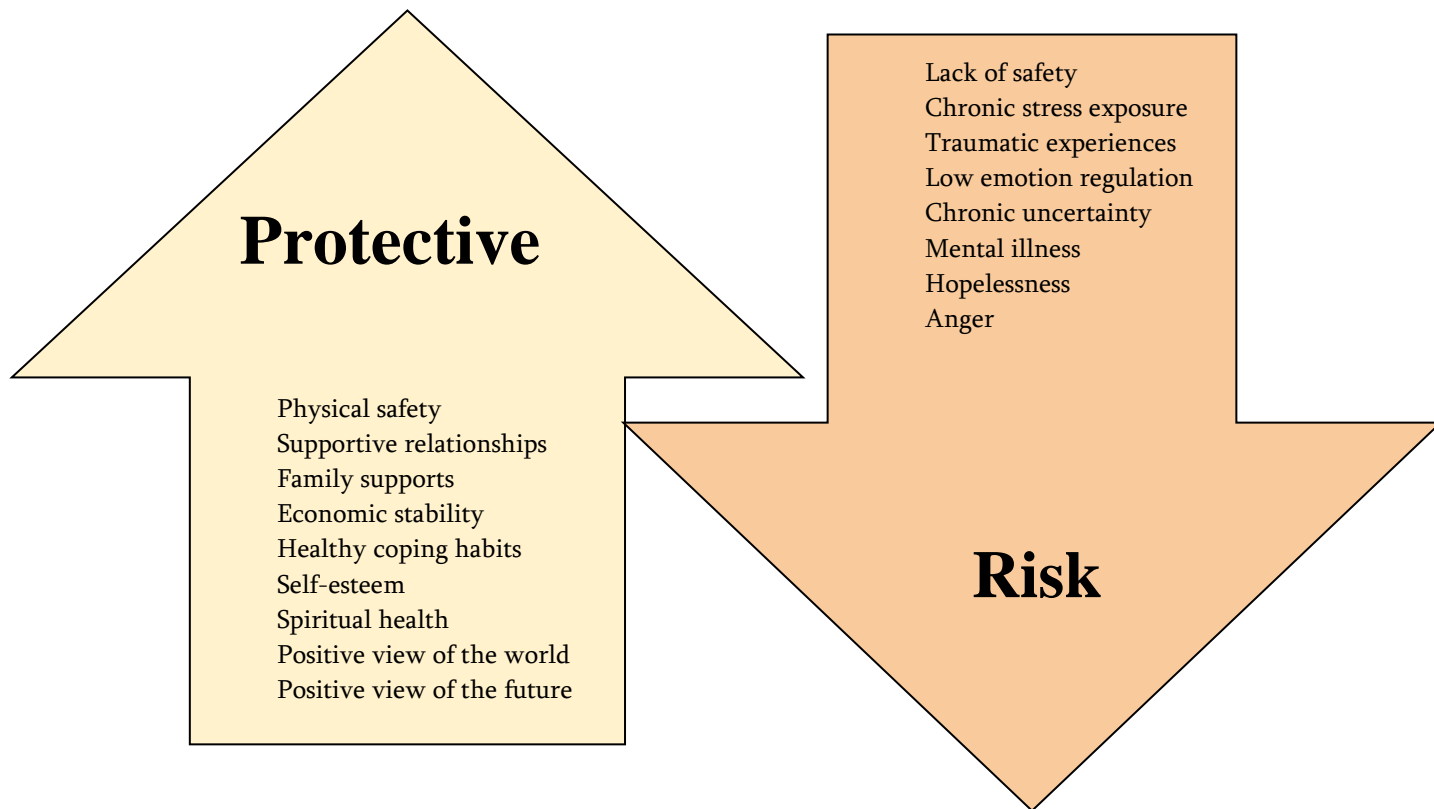 Protective
Physical safety
Supportive relationships
Family supports
Economic stability
Healthy coping habits
Self-esteem
Spiritual health
Positive view of the world
Positive view of the future
Lack of safety
Chronic stress exposure
Traumatic experiences
Low emotion regulation
Chronic uncertainty
Mental illness
Hopelessness
Anger
Risk